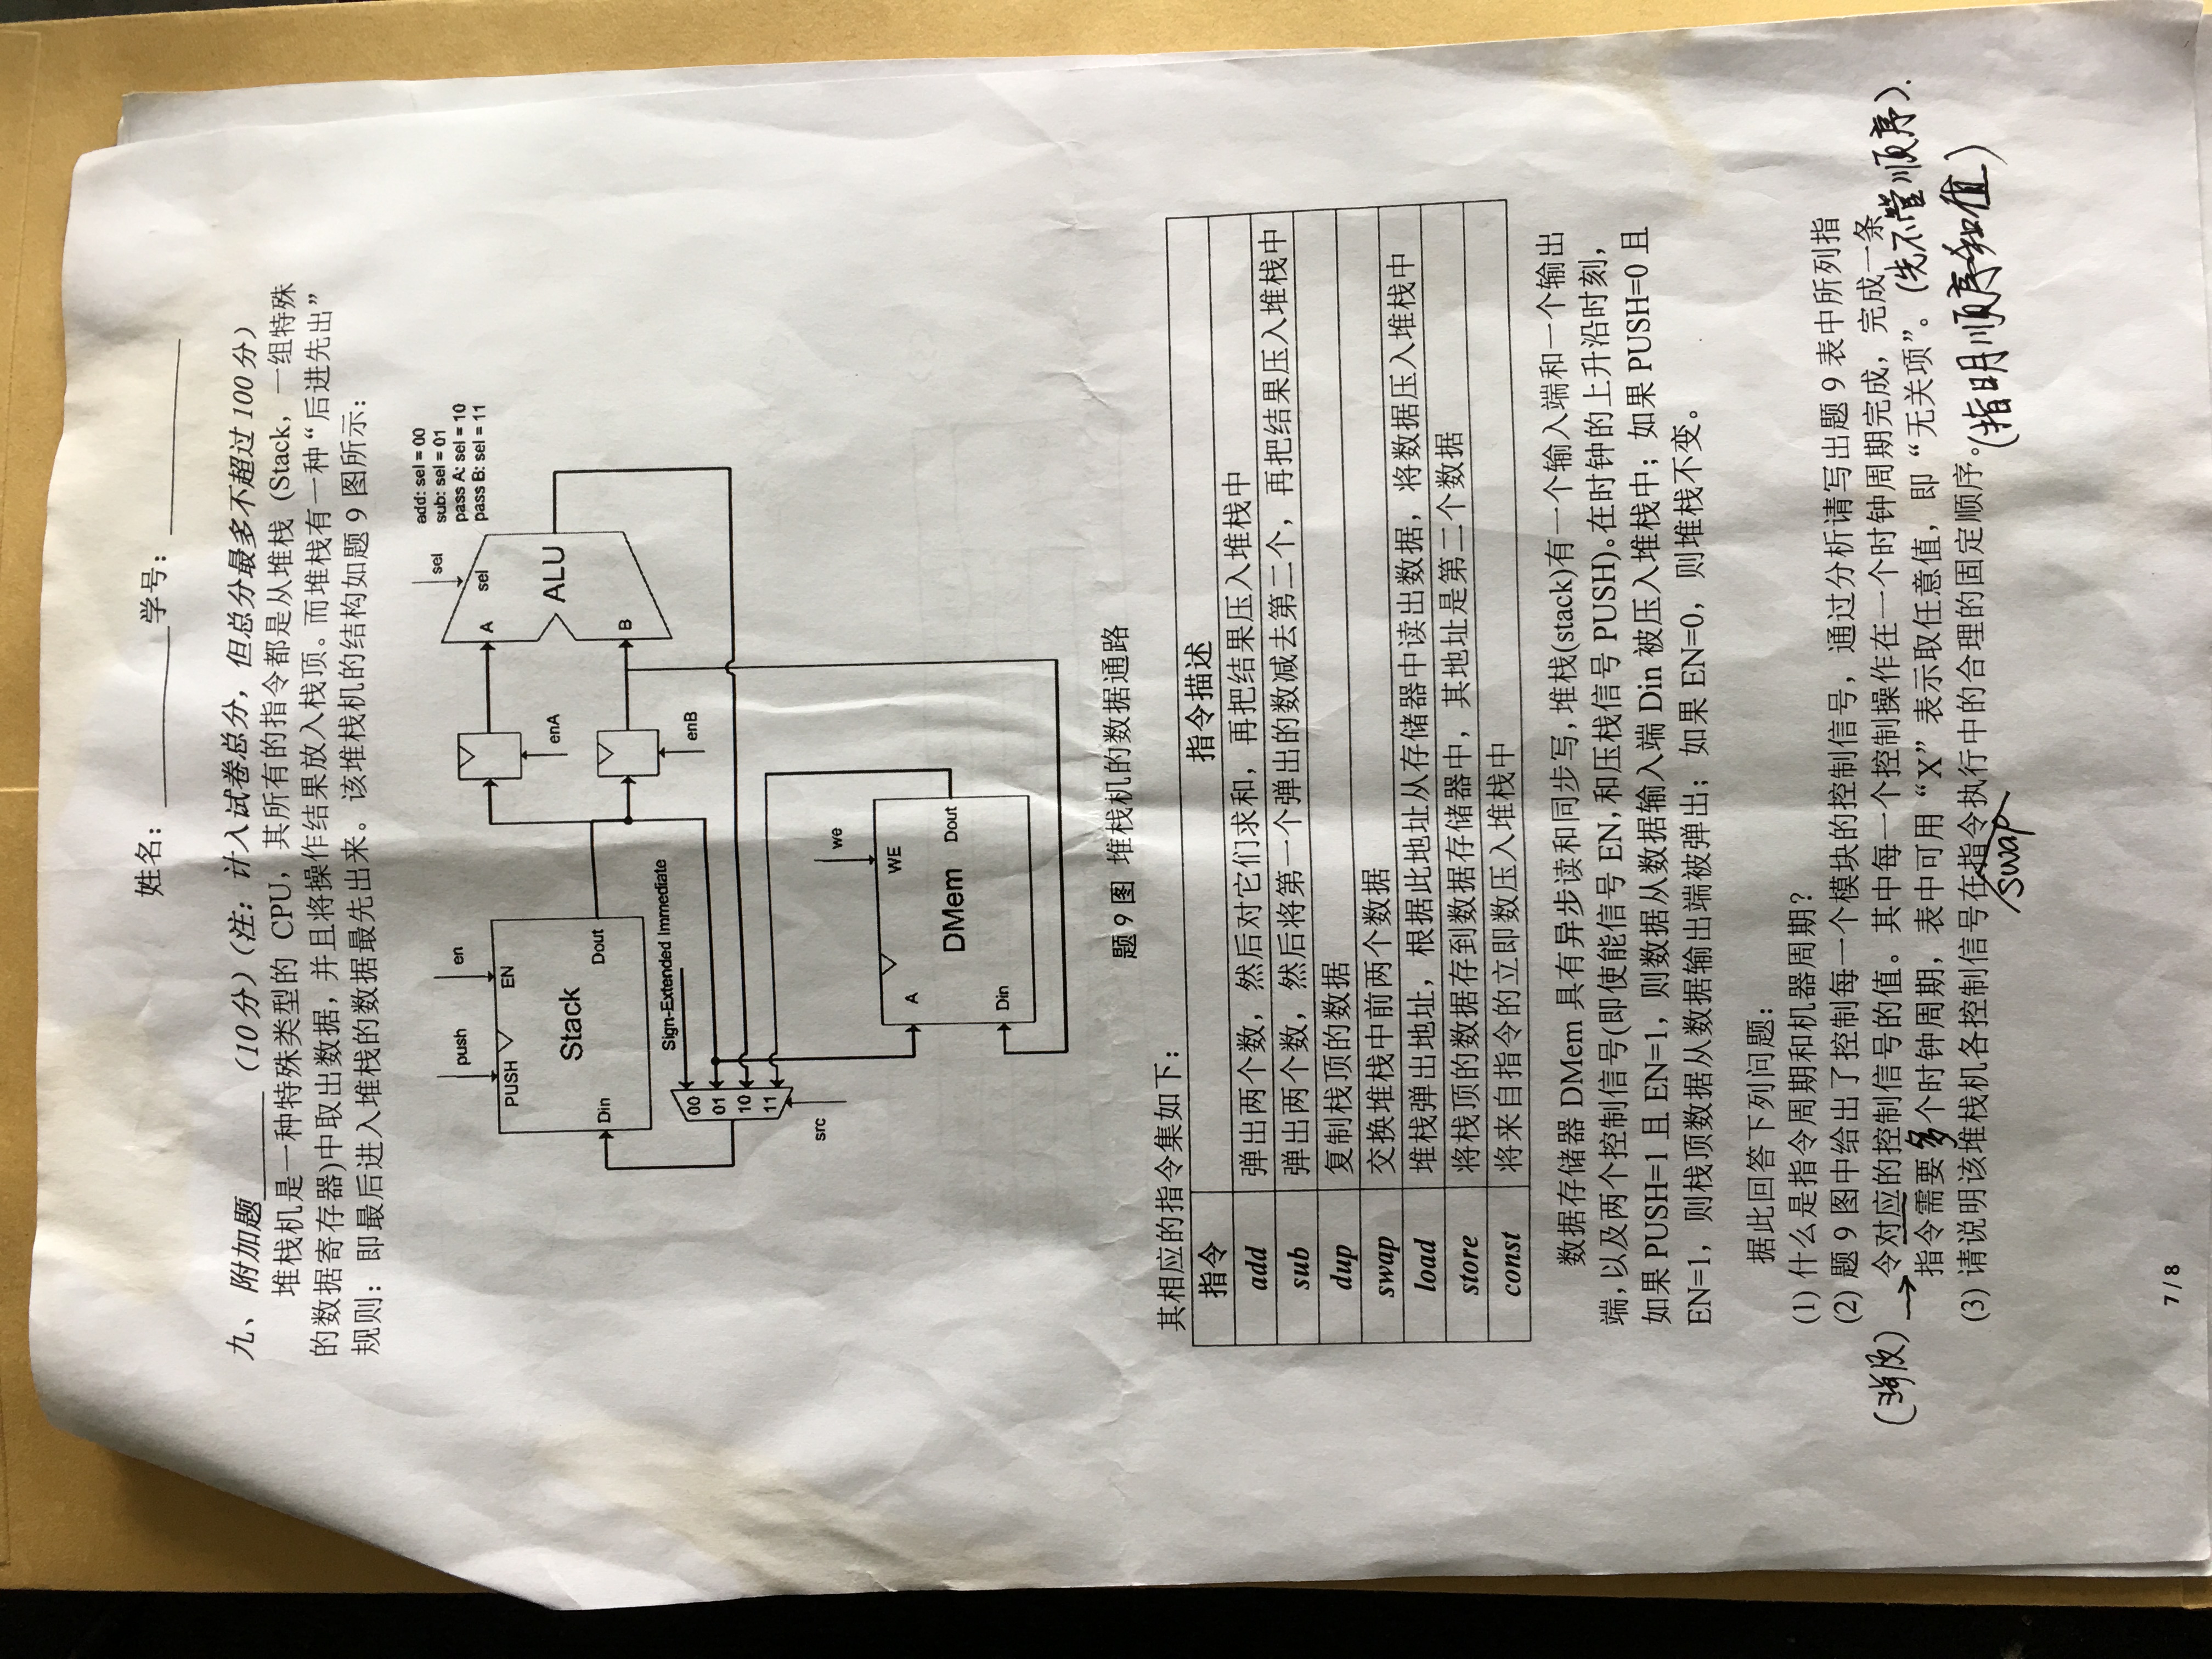 姓名：________学号：________
九、附加题______（10 分）（注：计入试卷总分，但总分最多不超过 100 分）
堆栈机是一种特殊类型的 CPU，其所有的指令都是从堆栈 (Stack，一组特殊
的数据寄存器)中取出数据，并且将操作结果放入栈顶。而堆栈有一种“后进先出”
规则：即最后进入堆栈的数据最先出来。该堆栈机的结构如题 9 图所示：
push
en
PUSH
EN
Stack
Din
Dout
enA
enB
sel
sel
A
B
ALU
add: sel = 00
sub: sel = 01
pass A: sel = 10
pass B: sel = 11
Sign-Extended Immediate
00
01
10
11
src
we
WE
A
DMem
Dout
Din
题 9 图 堆栈机的数据通路
其相应的指令集如下：
指令 指令描述
add 弹出两个数，然后对它们求和，再把结果压入堆栈中
sub 弹出两个数，然后将第一个弹出的数减去第二个，再把结果压入堆栈中
dup 复制栈顶的数据
swap 交换堆栈中前两个数据
load 堆栈弹出地址，根据此地址从存储器中读出数据，将数据压入堆栈中
store 将栈顶的数据存到数据存储器中，其地址是第二个数据
const 将来自指令的立即数压入堆栈中
数据存储器 DMem 具有异步读和同步写，堆栈(stack)有一个输入端和一个输出
端，以及两个控制信号(即使能信号 EN，和压栈信号 PUSH)。在时钟的上升沿时刻，
如果 PUSH=1 且 EN=1，则数据从数据输入端 Din 被压入堆栈中；如果 PUSH=0 且
EN=1，则栈顶数据从数据输出端被弹出；如果 EN=0，则堆栈不变。
据此回答下列问题：
(1) 什么是指令周期和机器周期？
(2) 题 9 图中给出了控制每一个模块的控制信号，通过分析请写出题 9 表中所列指
令对应的控制信号的值。其中每一个控制操作在一个时钟周期完成，完成一条
指令需要多个时钟周期，表中可用“X”表示取任意值，即“无关项”。(先不管顺序).
(3) 请说明该堆栈机各控制信号在指令执行中的合理的固定顺序。(指明顺序和值)
swap
7 / 8